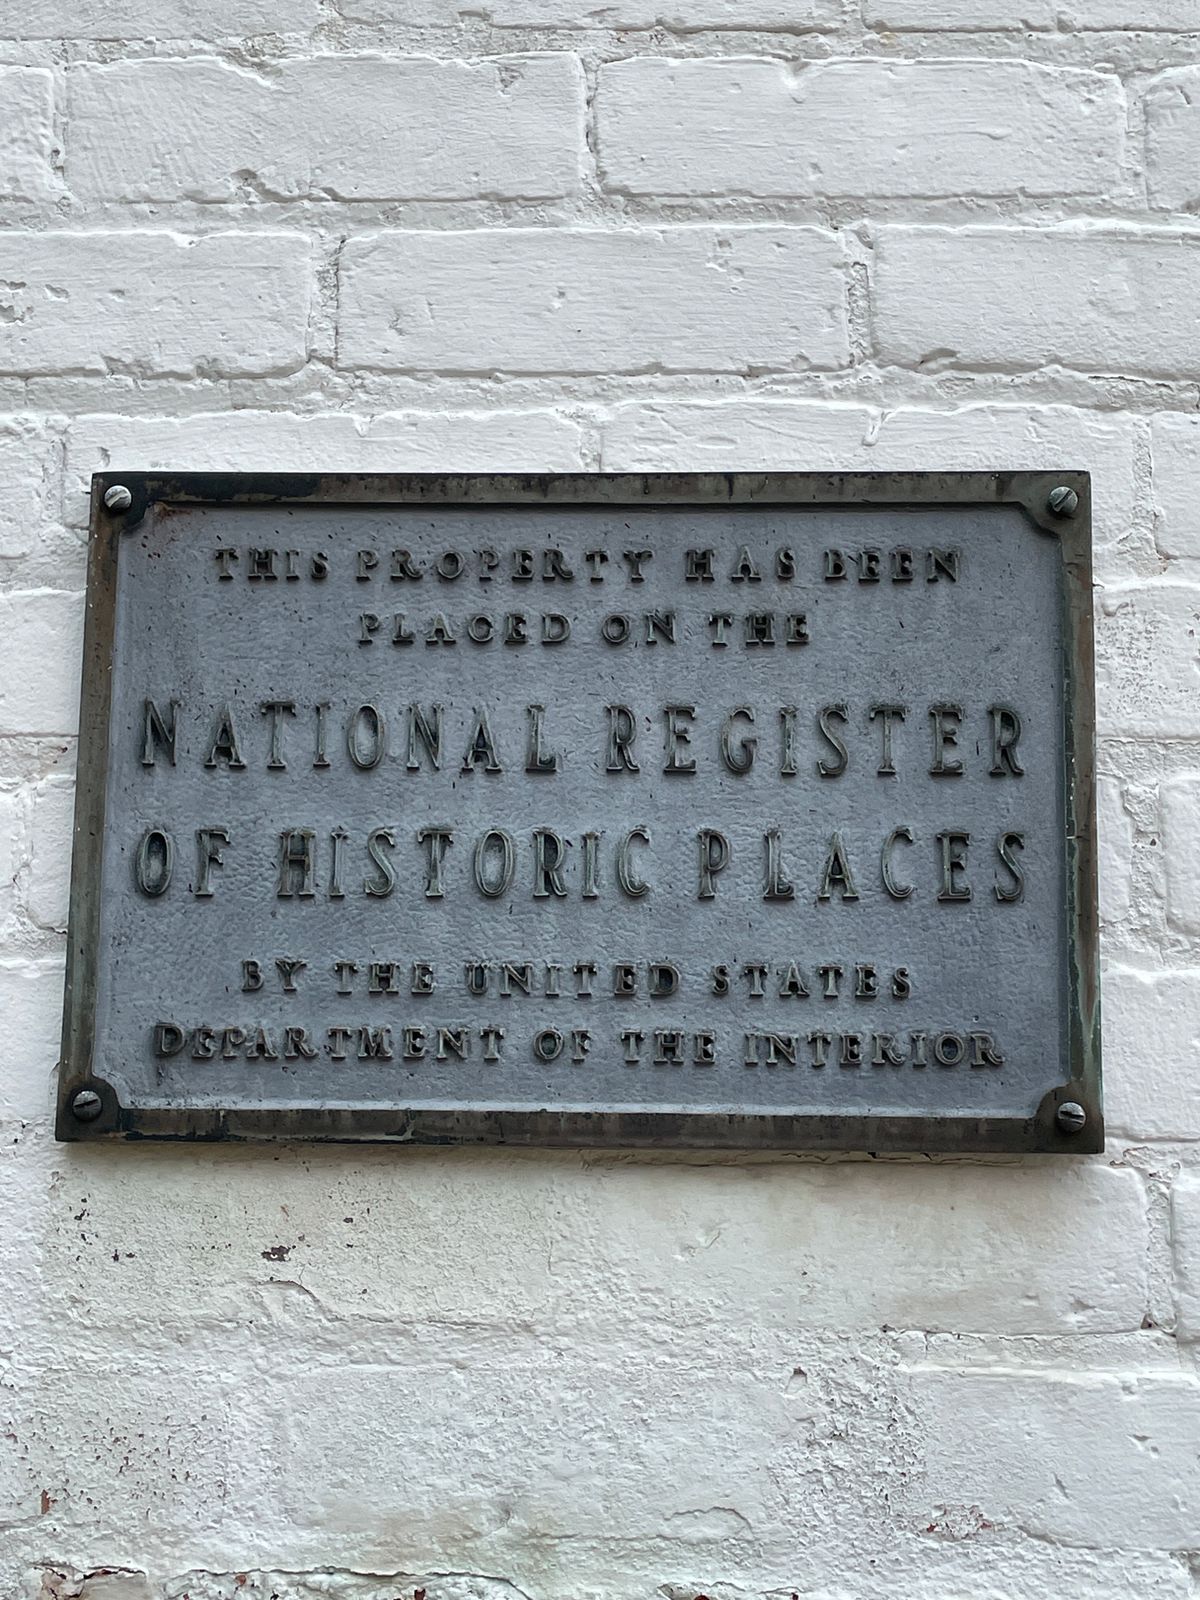 THIS PROPERTY HAS BEEN
PLACED ON THE
NATIONAL REGISTER
OF HISTORIC PLACES
BY THE UNITED STATES
DEPARTMENT OF THE INTERIOR